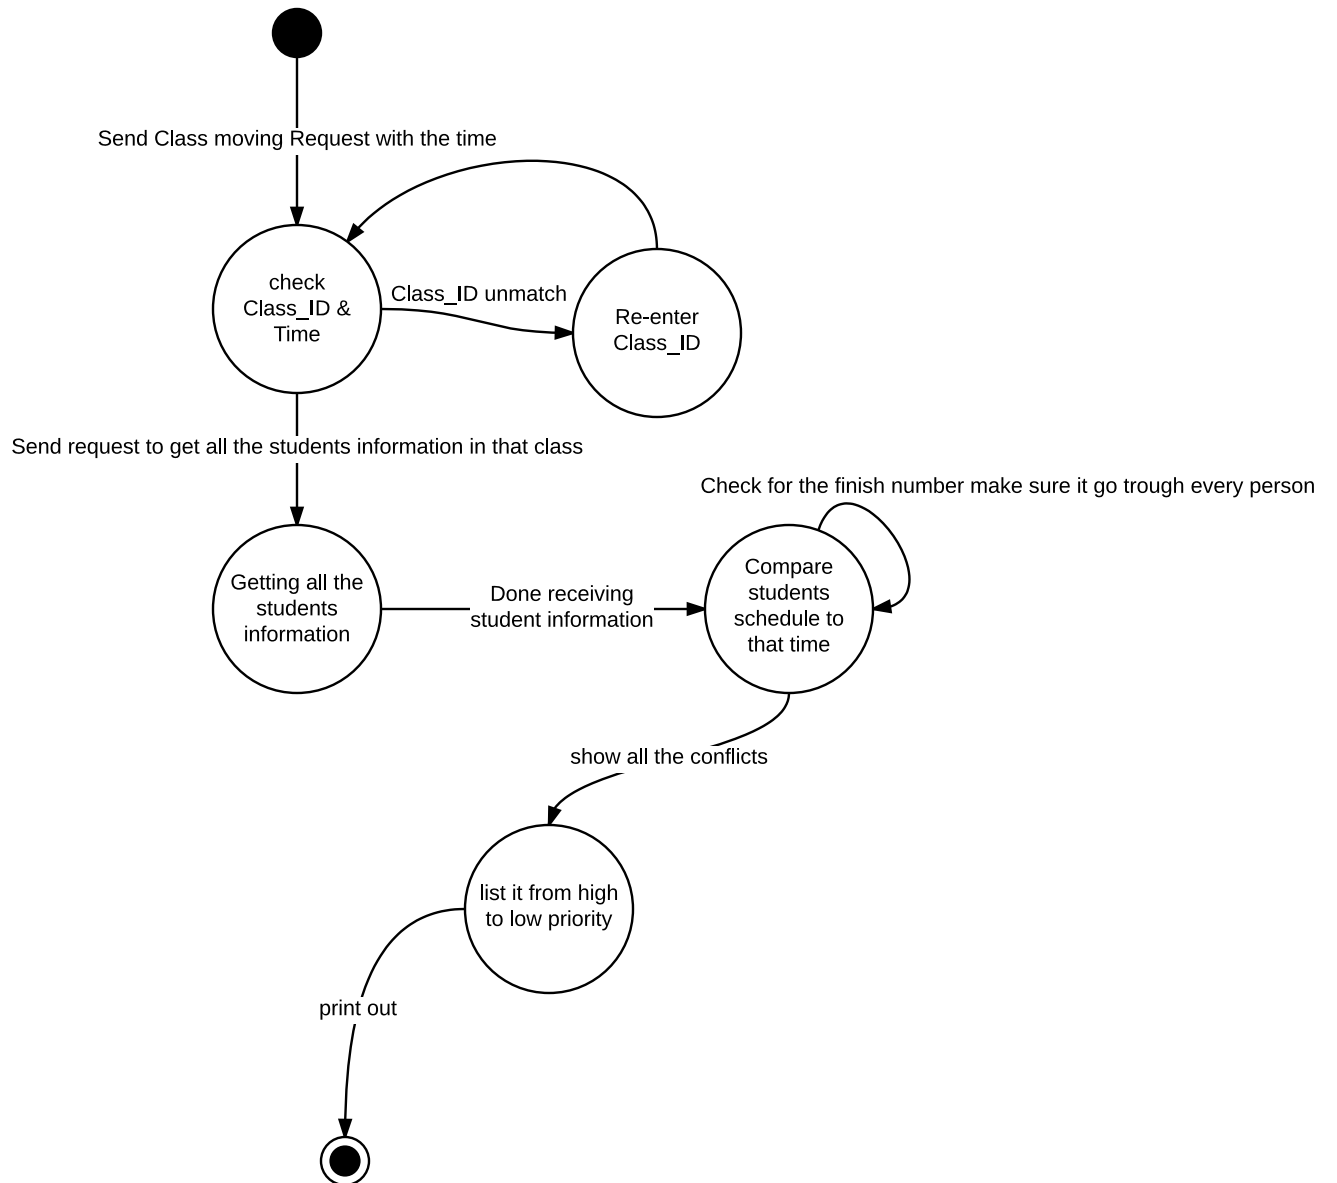 Send Class moving Request with the time
check
Class_ID &
Time
Class_ID unmatch
Re-enter
Class_ID
Send request to get all the students information in that class
Check for the finish number make sure it go trough every person
Getting all the
students
information
Done receiving
student information
Compare
students
schedule to
that time
show all the conflicts
list it from high
to low priority
print out